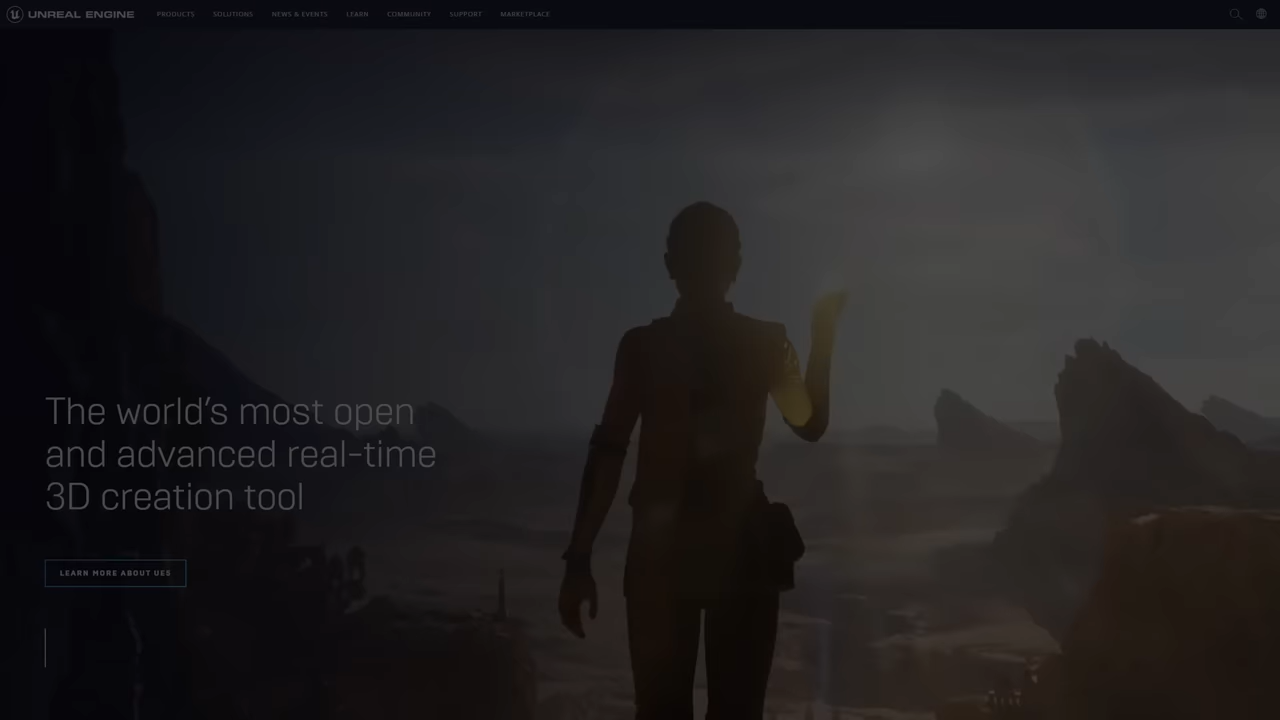 UNREAL ENGINE PRODUCTS SOLUTIONS NEWS & EVENTS LEARN COMMUNITY SUPPORT MARKETPLACE
The world's most open
and advanced real-time
3D creation tool
LEARN MORE ABOUT UE5